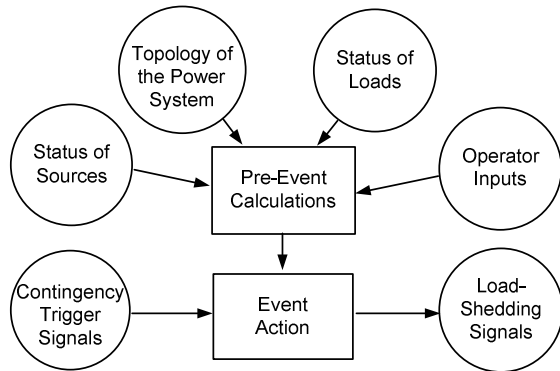 Topology of
the Power
System
Status of
Loads
Status of
Sources
Pre-Event
Calculations
Operator
Inputs
Contingency
Trigger
Signals
Event
Action
Load-
Shedding
Signals